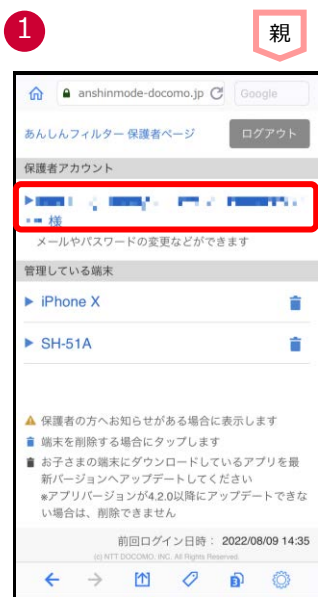 1
親
anshinmode-docomo.jp
Google
あんしんフィルター 保護者ページ
ログアウト
保護者アカウント
様
メールやパスワードの変更などができます
管理している端末
iPhone X
SH-51A
保護者の方へお知らせがある場合に表示します
端末を削除する場合にタップします
お子さまの端末にダウンロードしているアプリを最
新バージョンへアップデートしてください
※アプリバージョンが4.2.0以降にアップデートできな
い場合は、削除できません
前回ログイン日時： 2022/08/09 14:35
(c) NTT DOCOMO, INC. All Rights Reserved.